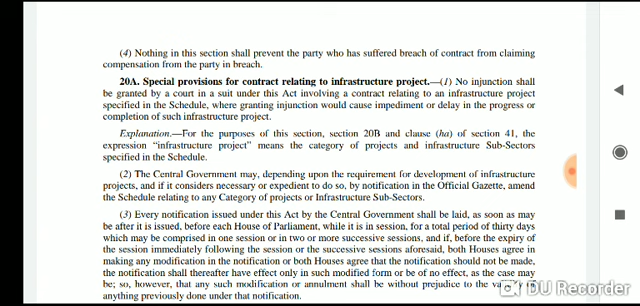 (4) Nothing in this section shall prevent the party who has suffered breach of contract from claiming
compensation from the party in breach.
20A. Special provisions for contract relating to infrastructure project.—(1) No injunction shall
be granted by a court in a suit under this Act involving a contract relating to an infrastructure project
specified in the Schedule, where granting injunction would cause impediment or delay in the progress or
completion of such infrastructure project.
Explanation.—For the purposes of this section, section 20B and clause (ha) of section 41, the
expression “infrastructure project” means the category of projects and infrastructure Sub-Sectors
specified in the Schedule.
(2) The Central Government may, depending upon the requirement for development of infrastructure
projects, and if it considers necessary or expedient to do so, by notification in the Official Gazette, amend
the Schedule relating to any Category of projects or Infrastructure Sub-Sectors.
(3) Every notification issued under this Act by the Central Government shall be laid, as soon as may
be after it is issued, before each House of Parliament, while it is in session, for a total period of thirty days
which may be comprised in one session or in two or more successive sessions, and if, before the expiry of
the session immediately following the session or the successive sessions aforesaid, both Houses agree in
making any modification in the notification or both Houses agree that the notification should not be made,
the notification shall thereafter have effect only in such modified form or be of no effect, as the case may
be; so, however, that any such modification or annulment shall be without prejudice to the
anything previously done under that notification.
DU Recorder